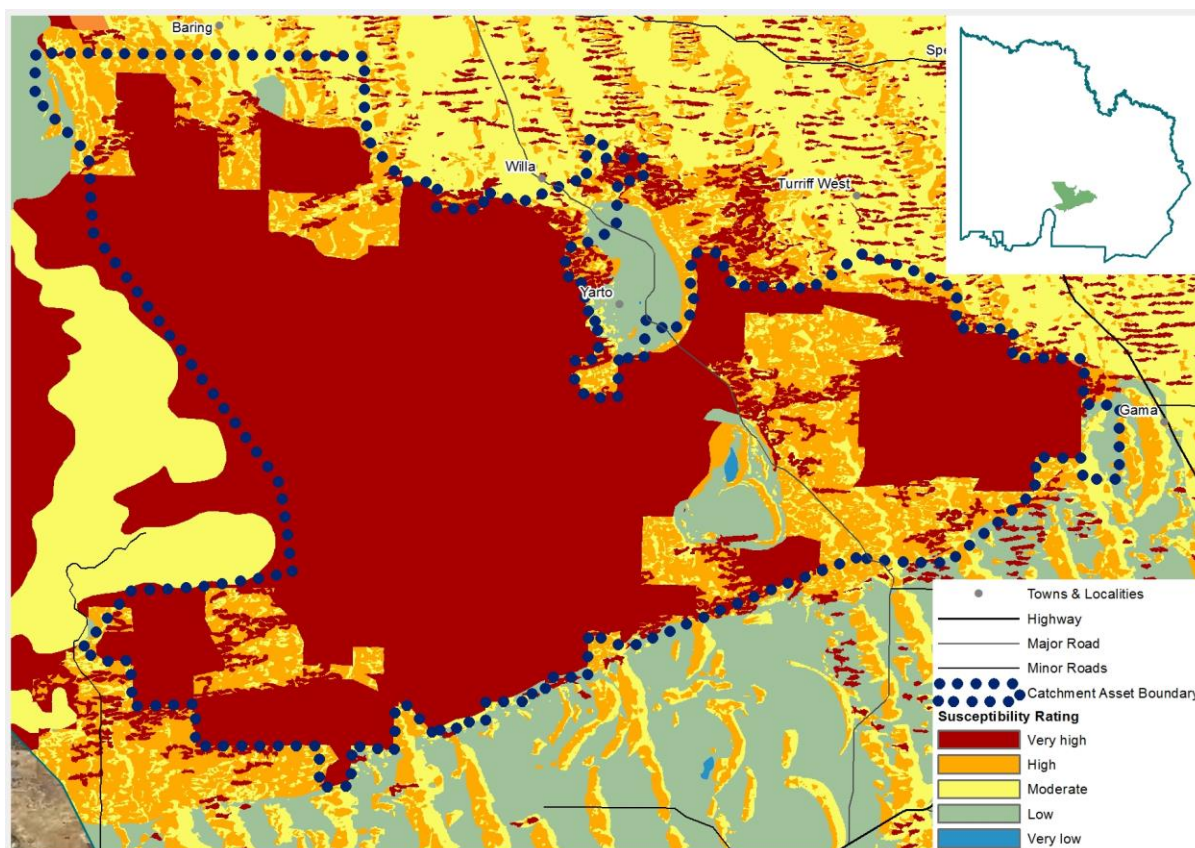 Baring
Spe
Willa
Turriff West
Yarto
Gama
Towns & Localities
Highway
Major Road
Minor Roads
Catchment Asset Boundary
Susceptibility Rating
Very high
High
Moderate
Low
Very low